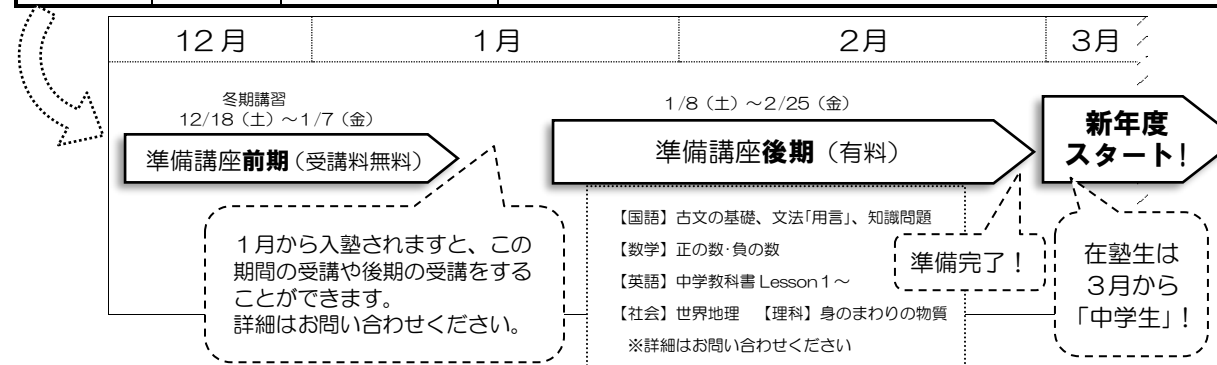 12月
1月
2月
3月
冬期講習
12/18（土）～1/7（金）
準備講座前期（受講料無料）
1/8（土）～2/25（金）
準備講座後期（有料）
新年度
スタート！
１月から入塾されますと、この
期間の受講や後期の受講をする
ことができます。
詳細はお問い合わせください。
【国語】古文の基礎、文法「用言」、知識問題
【数学】正の数・負の数
【英語】中学教科書 Lesson１～
【社会】世界地理　【理科】身のまわりの物質
※詳細はお問い合わせください
準備完了！
在塾生は
３月から
「中学生」！